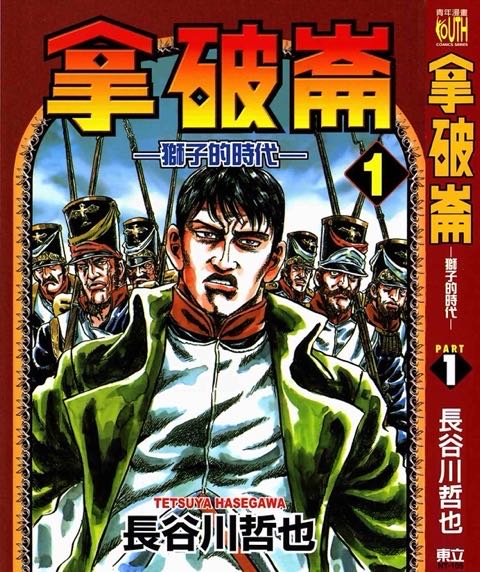 拿破崙
—獅子的時代—
1
TETSUYA HASEGAWA
長谷川哲也
青年漫畫
YOUTH
COMICS SERIES
拿破崙
—獅子的時代—
PART
1
長谷川哲也
東立
NY-106